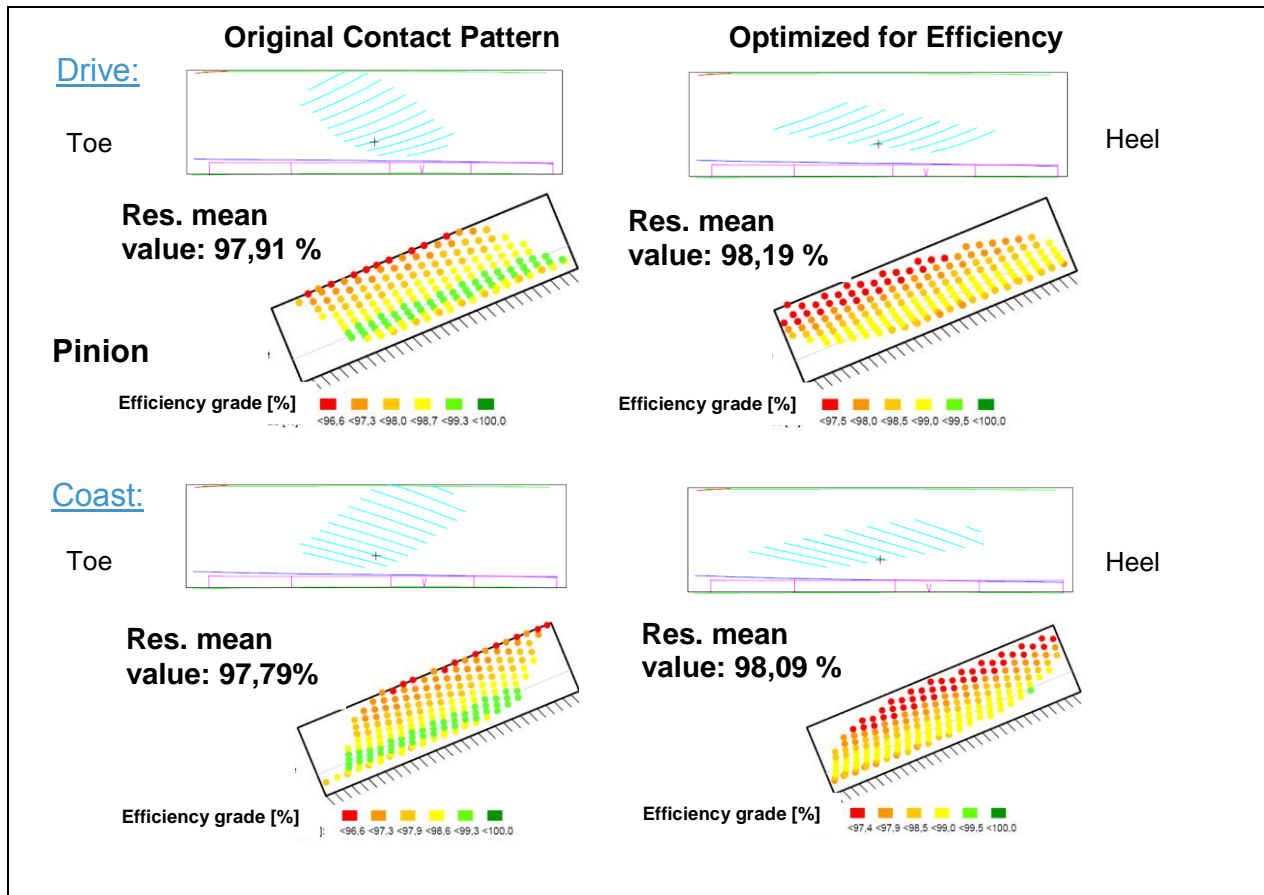 Original Contact Pattern
Optimized for Efficiency
Drive:
Toe
Heel
Res. mean
value: 97,91 %
Res. mean
value: 98,19 %
Pinion
Efficiency grade [%]
<96,6 <97,3 <98,0 <98,7 <99,3 <100,0
Efficiency grade [%]
<97,5 <98,0 <98,5 <99,0 <99,5 <100,0
Coast:
Toe
Heel
Res. mean
value: 97,79%
Res. mean
value: 98,09 %
Efficiency grade [%]
<96,6 <97,3 <97,9 <98,6 <99,3 <100,0
Efficiency grade [%]
<97,4 <97,9 <98,5 <99,0 <99,5 <100,0